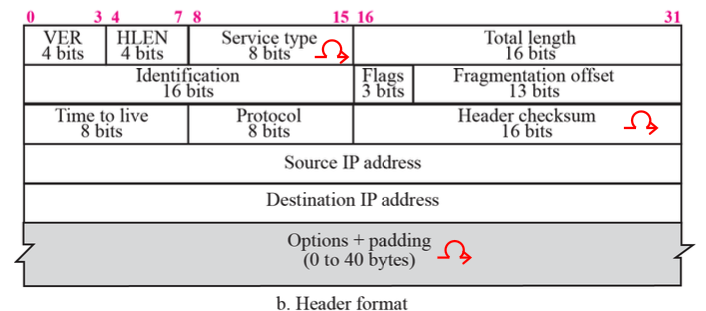 0 3 4 7 8 15 16 31
VER HLEN Service type Total length
4 bits 4 bits 8 bits 16 bits
Identification Flags Fragmentation offset
16 bits 3 bits 13 bits
Time to live Protocol Header checksum
8 bits 8 bits 16 bits
Source IP address
Destination IP address
Options + padding
(0 to 40 bytes)
b. Header format